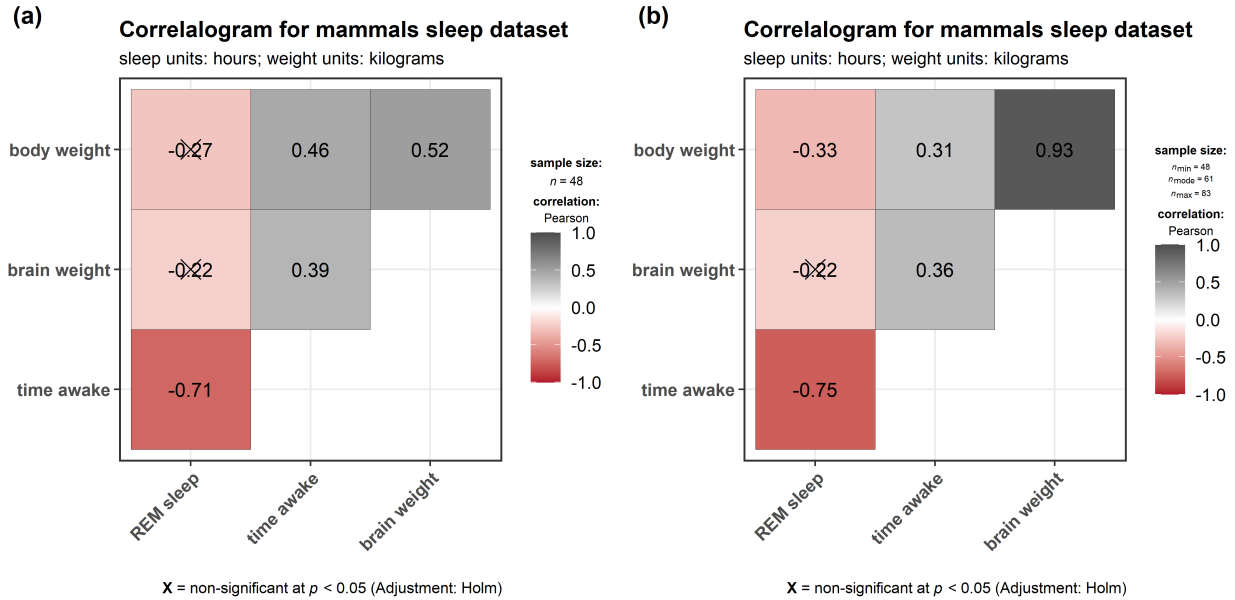 (a)
Correlalogram for mammals sleep dataset
sleep units: hours; weight units: kilograms
body weight
-0.27
0.46
0.52
brain weight
-0.22
0.39
time awake
-0.71
REM sleep
time awake
brain weight
sample size:
n = 48
correlation:
Pearson
1.0
0.5
0.0
-0.5
-1.0
X = non-significant at p < 0.05 (Adjustment: Holm)
(b)
Correlalogram for mammals sleep dataset
sleep units: hours; weight units: kilograms
body weight
-0.33
0.31
0.93
brain weight
-0.22
0.36
time awake
-0.75
REM sleep
time awake
brain weight
sample size:
nmin = 48
nmode = 61
nmax = 83
correlation:
Pearson
1.0
0.5
0.0
-0.5
-1.0
X = non-significant at p < 0.05 (Adjustment: Holm)